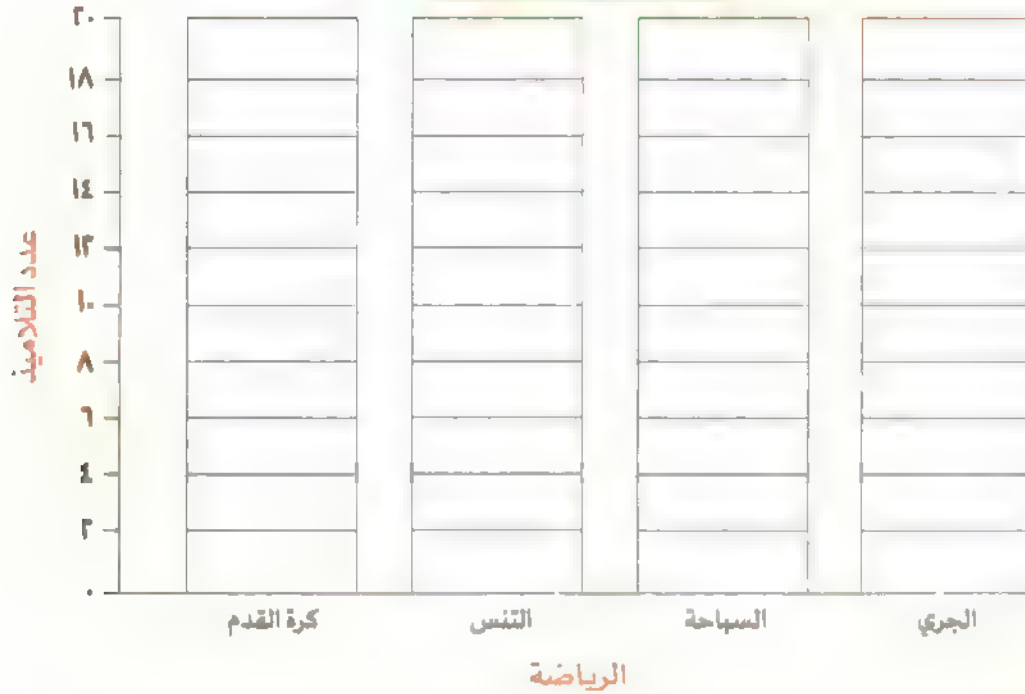 ٢٠
١٨
١٦
١٤
١٢
١٠
٨
٦
٤
٢
٠
عدد التلاميذ
كرة القدم
التنس
السباحة
الجري
الرياضة